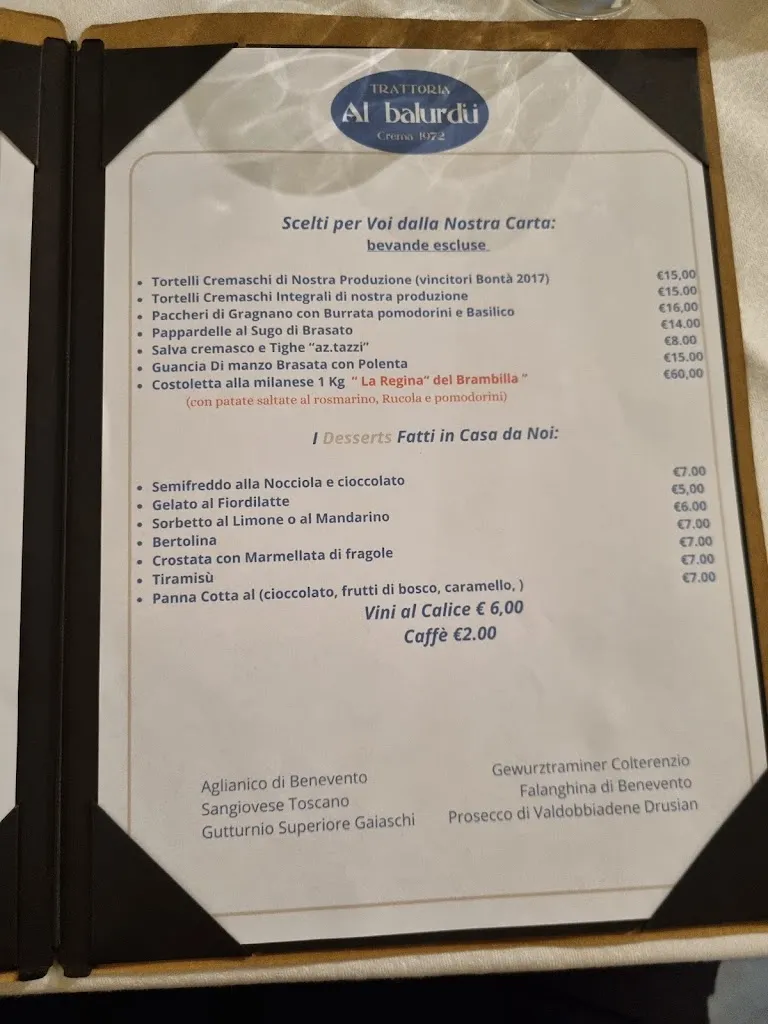 TRATTORIA
Al balurdù
Crema 1972
Scelti per Voi dalla Nostra Carta:
bevande escluse
• Tortelli Cremaschi di Nostra Produzione (vincitori Bontà 2017) €15,00
• Tortelli Cremaschi Integrali di nostra produzione €15.00
• Paccheri di Gragnano con Burrata pomodorini e Basilico €16,00
• Pappardelle al Sugo di Brasato €14.00
• Salva cremasco e Tighe “az.tazzi” €8.00
• Guancia Di manzo Brasata con Polenta €15.00
• Costoletta alla milanese 1 Kg “ La Regina” del Brambilla ” €60,00
(con patate saltate al rosmarino, Rucola e pomodorini)
I Desserts Fatti in Casa da Noi:
• Semifreddo alla Nocciola e cioccolato €7.00
• Gelato al Fiordilatte €5,00
• Sorbetto al Limone o al Mandarino €6.00
• Bertolina €7.00
• Crostata con Marmellata di fragole €7.00
• Tiramisù €7.00
• Panna Cotta al (cioccolato, frutti di bosco, caramello, ) €7.00
Vini al Calice € 6,00
Caffè €2.00
Aglianico di Benevento
Sangiovese Toscano
Gutturnio Superiore Gaiaschi
Gewurztraminer Colterenzio
Falanghina di Benevento
Prosecco di Valdobbiadene Drusian